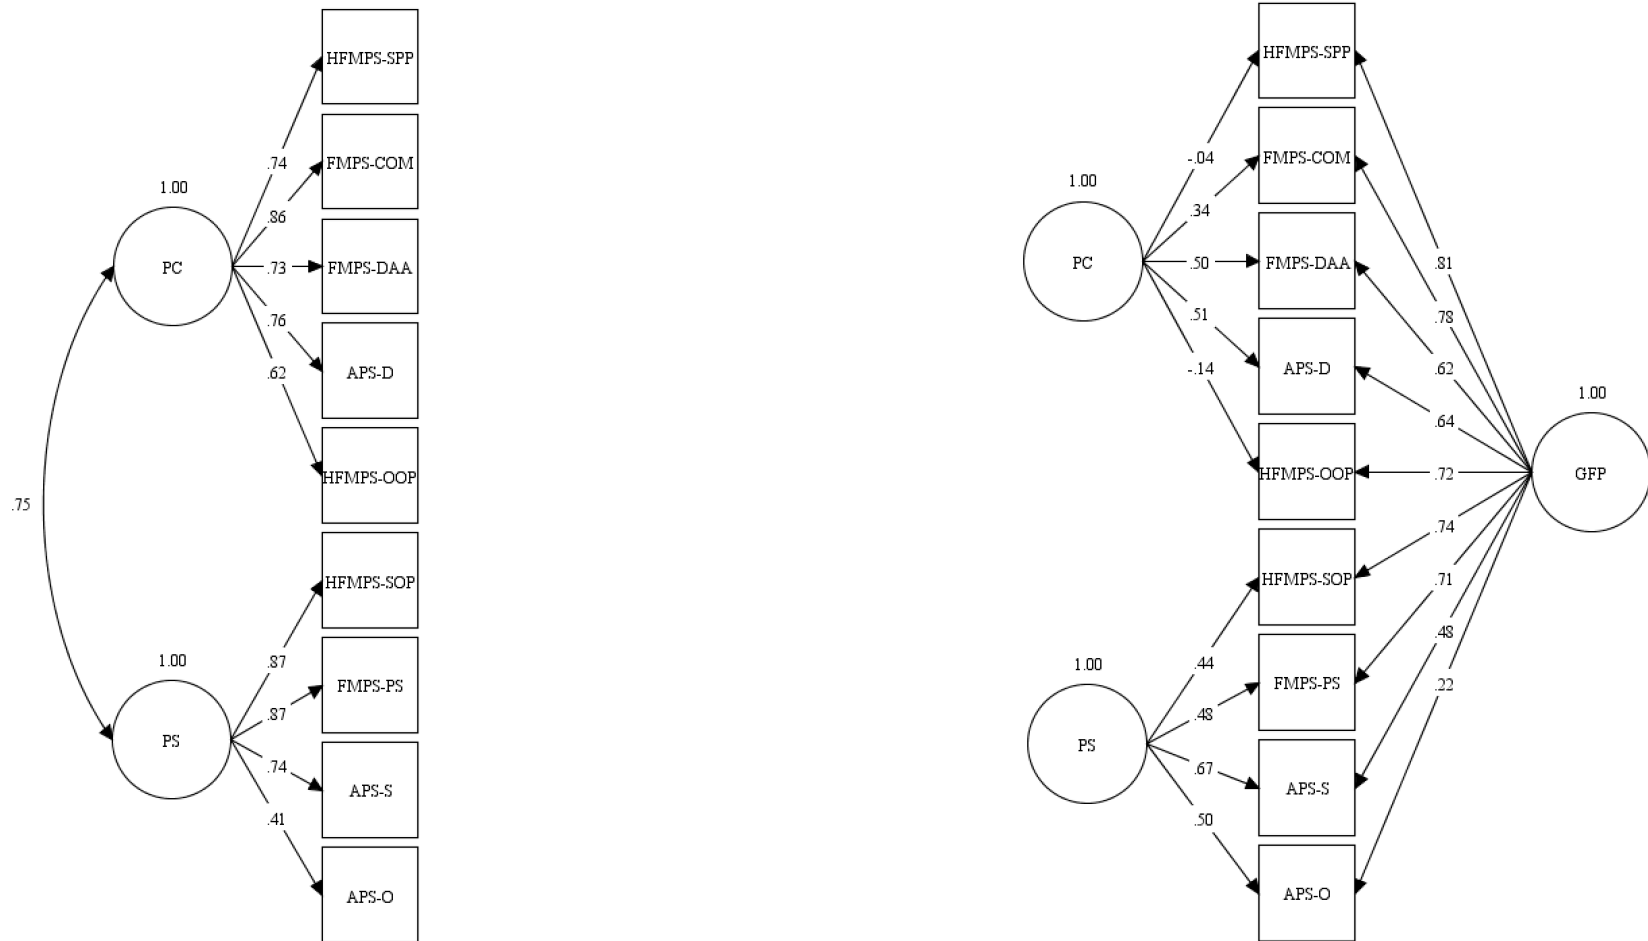 HFMPS-SPP
FMPS-COM
FMPS-DAA
APS-D
HFMPS-OOP
HFMPS-SOP
FMPS-PS
APS-S
APS-O
1.00
PC
1.00
PS
.75
.74
.86
.73
.76
.62
.87
.87
.74
.41
HFMPS-SPP
FMPS-COM
FMPS-DAA
APS-D
HFMPS-OOP
HFMPS-SOP
FMPS-PS
APS-S
APS-O
1.00
PC
1.00
PS
-.04
.34
.50
.51
-.14
.44
.48
.67
.50
.81
.78
.62
.64
.72
.74
.71
.48
.22
1.00
GFP